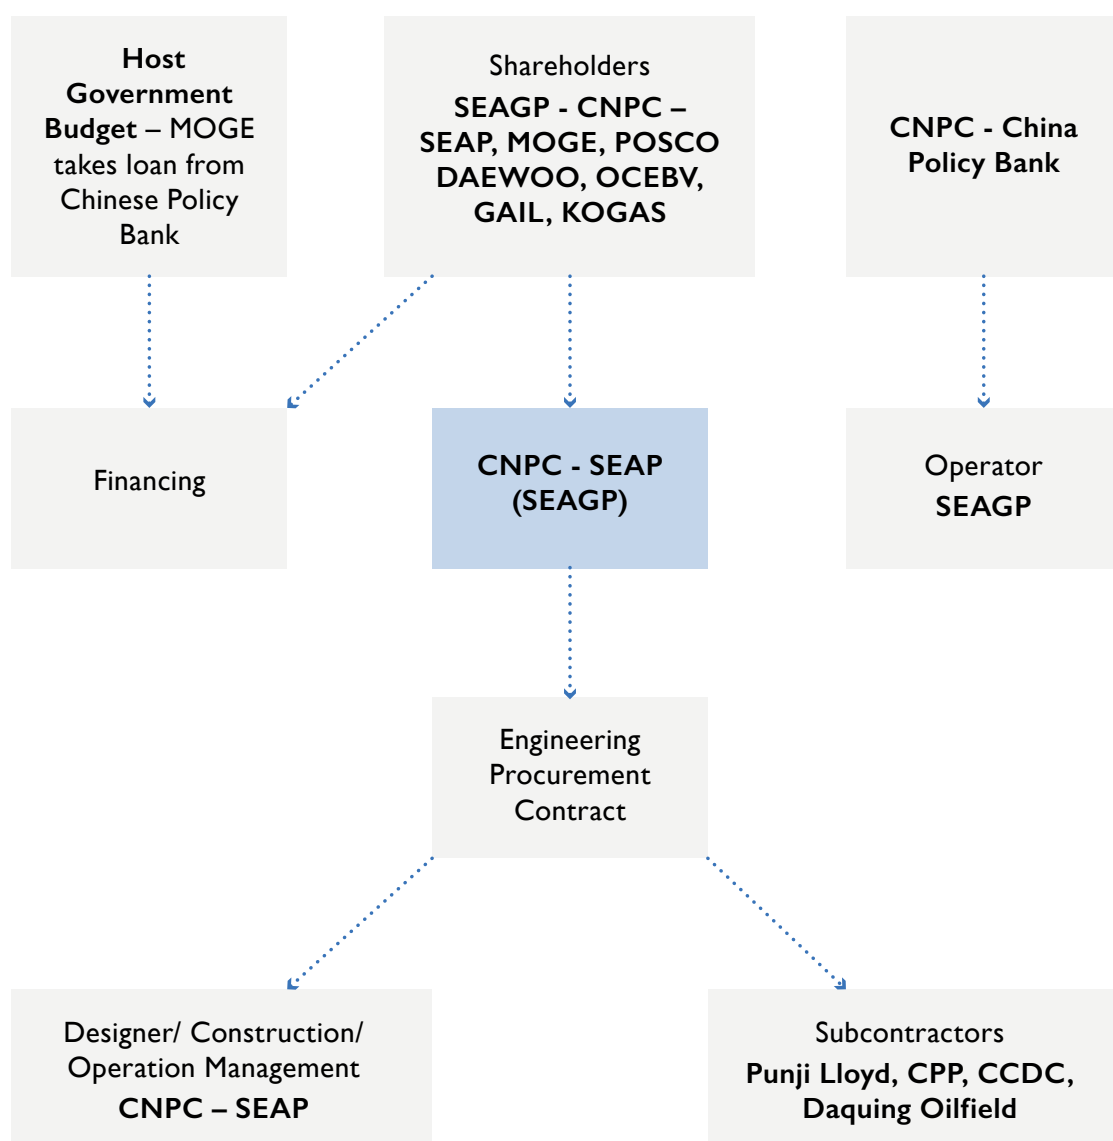 Host
Government
Budget – MOGE
takes loan from
Chinese Policy
Bank
Shareholders
SEAGP - CNPC –
SEAP, MOGE, POSCO
DAEWOO, OCEBV,
GAIL, KOGAS
CNPC - China
Policy Bank
Financing
CNPC - SEAP
(SEAGP)
Operator
SEAGP
Engineering
Procurement
Contract
Designer/ Construction/
Operation Management
CNPC – SEAP
Subcontractors
Punji Lloyd, CPP, CCDC,
Daquing Oilfield